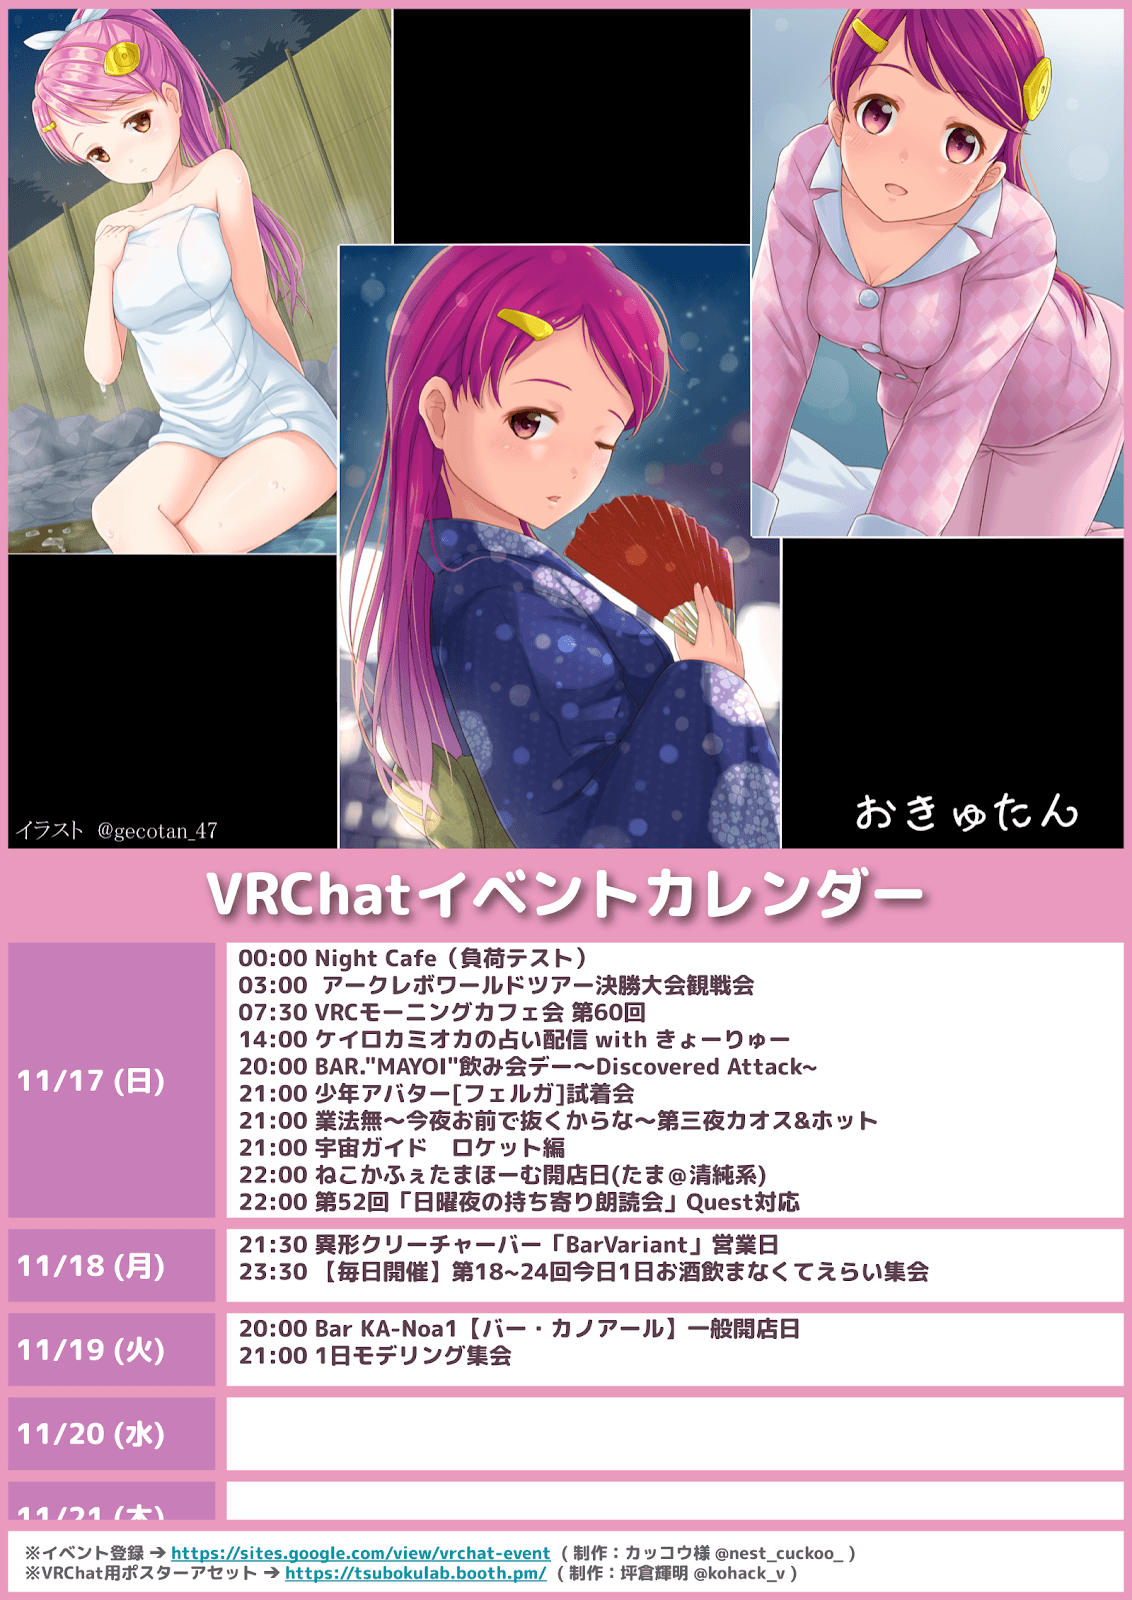 イラスト @gecotan_47
おきゅたん
VRChatイベントカレンダー
11/17 (日)
00:00 Night Cafe（負荷テスト）
03:00 アークレボワールドツアー決勝大会観戦会
07:30 VRCモーニングカフェ会 第60回
14:00 ケイロカミオカの占い配信 with きょーりゅー
20:00 BAR."MAYOI"飲み会デー～Discovered Attack~
21:00 少年アバター[フェルガ]試着会
21:00 業法無～今夜お前で抜くからな～第三夜カオス&ホット
21:00 宇宙ガイド　ロケット編
22:00 ねこかふぇたまほーむ開店日(たま@清純系)
22:00 第52回「日曜夜の持ち寄り朗読会」Quest対応
11/18 (月)
21:30 異形クリーチャーバー「BarVariant」営業日
23:30 【毎日開催】第18~24回今日1日お酒飲まなくてえらい集会
11/19 (火)
20:00 Bar KA-Noa1【バー・カノアール】一般開店日
21:00 1日モデリング集会
11/20 (水)
11/21 (木)
※イベント登録 → https://sites.google.com/view/vrchat-event ( 制作：カッコウ様 @nest_cuckoo_ )
※VRChat用ポスターアセット → https://tsubokulab.booth.pm/ ( 制作：坪倉輝明 @kohack_v )